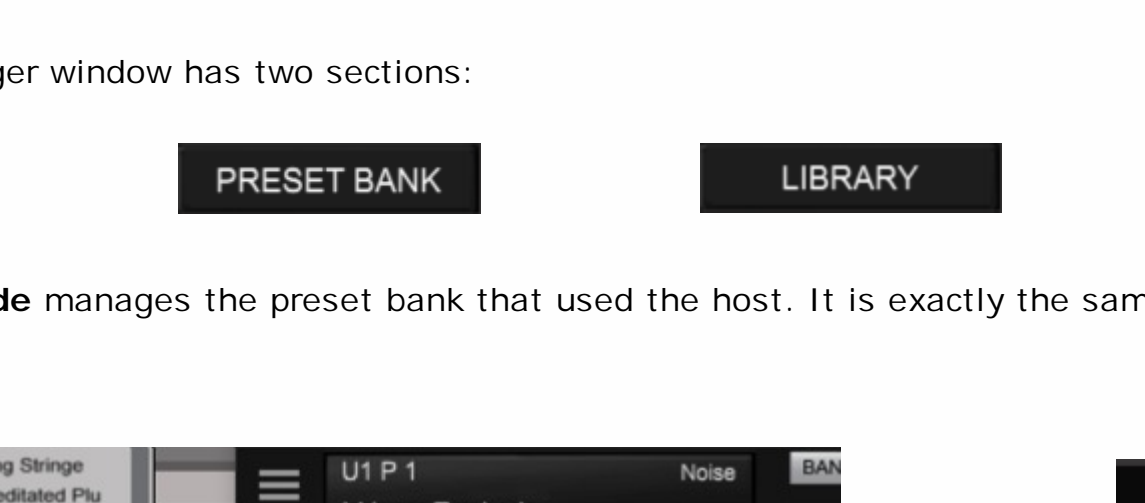 ger window has two sections:
PRESET BANK
LIBRARY
de manages the preset bank that used the host. It is exactly the sam
ng Stringe
editated Plu
U1 P 1
Noise
BAN